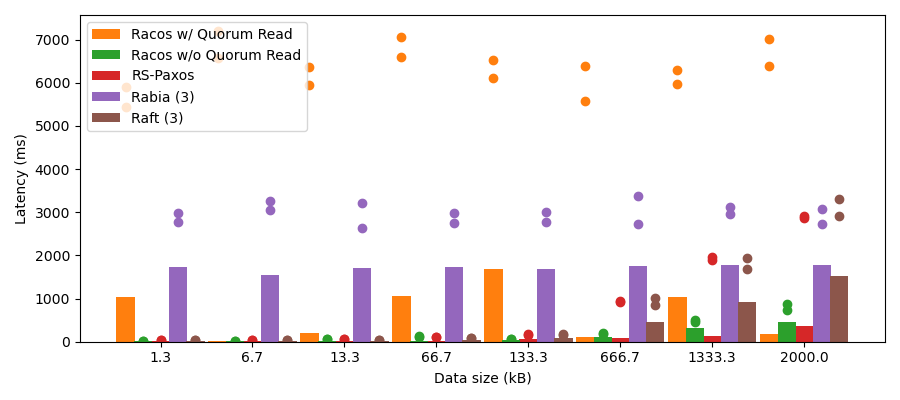 7000
6000
5000
4000
3000
2000
1000
0
Latency (ms)
Racos w/ Quorum Read
Racos w/o Quorum Read
RS-Paxos
Rabia (3)
Raft (3)
1.3 6.7 13.3 66.7 133.3 666.7 1333.3 2000.0
Data size (kB)